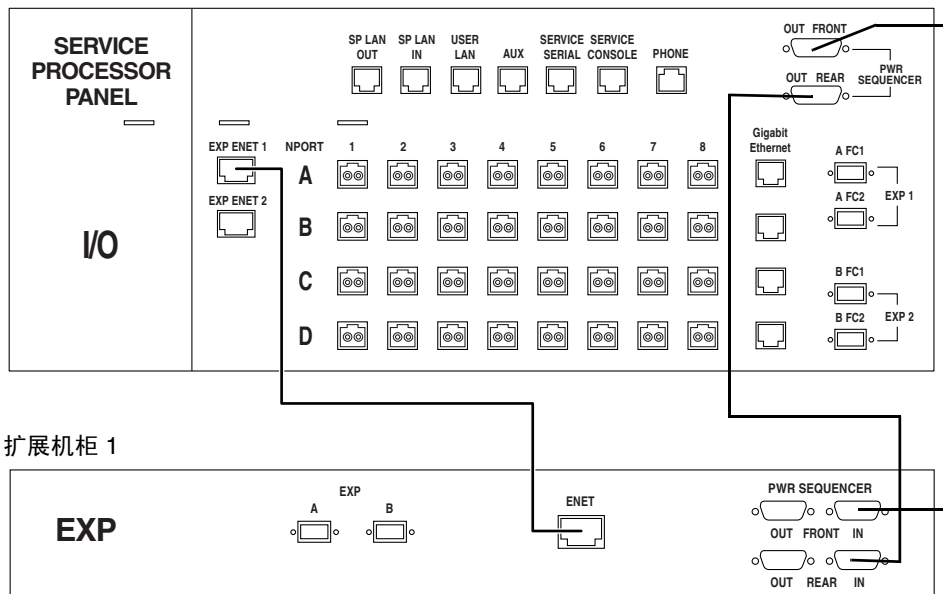 SERVICE
PROCESSOR
PANEL
SP LAN
OUT
SP LAN
IN
USER
LAN
AUX
SERVICE
SERIAL
SERVICE
CONSOLE
PHONE
OUT FRONT
OUT REAR
PWR
SEQUENCER
I/O
EXP ENET 1
EXP ENET 2
NPORT 1 2 3 4 5 6 7 8
A
B
C
D
Gigabit
Ethernet
A FC1
A FC2
EXP 1
B FC1
B FC2
EXP 2
扩展机柜 1
EXP
EXP
A B
ENET
PWR SEQUENCER
OUT FRONT IN
OUT REAR IN